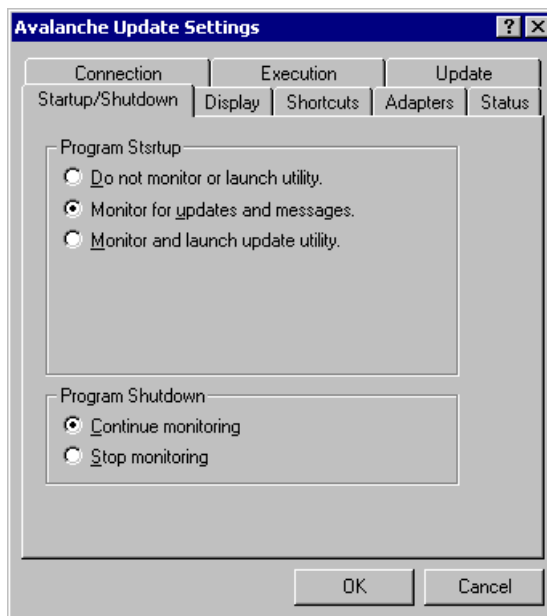 Avalanche Update Settings
Connection Execution Update
Startup/Shutdown Display Shortcuts Adapters Status
Program Stsrtup
Do not monitor or launch utility.
Monitor for updates and messages.
Monitor and launch update utility.
Program Shutdown
Continue monitoring
Stop monitoring
OK Cancel